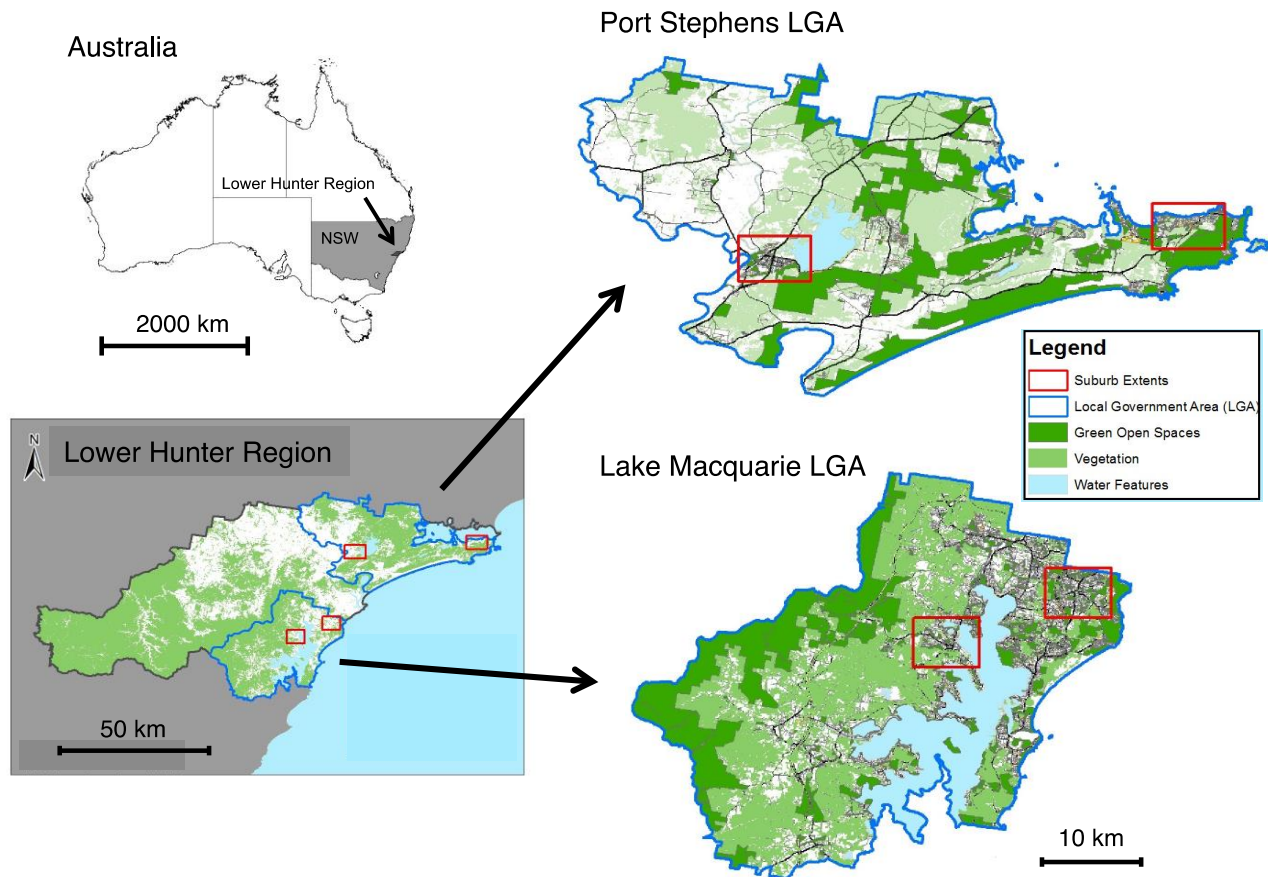 Port Stephens LGA
Australia
Lower Hunter Region
NSW
2000 km
Legend
Suburb Extents
Local Government Area (LGA)
Green Open Spaces
Vegetation
Water Features
N
Lower Hunter Region
Lake Macquarie LGA
50 km
10 km